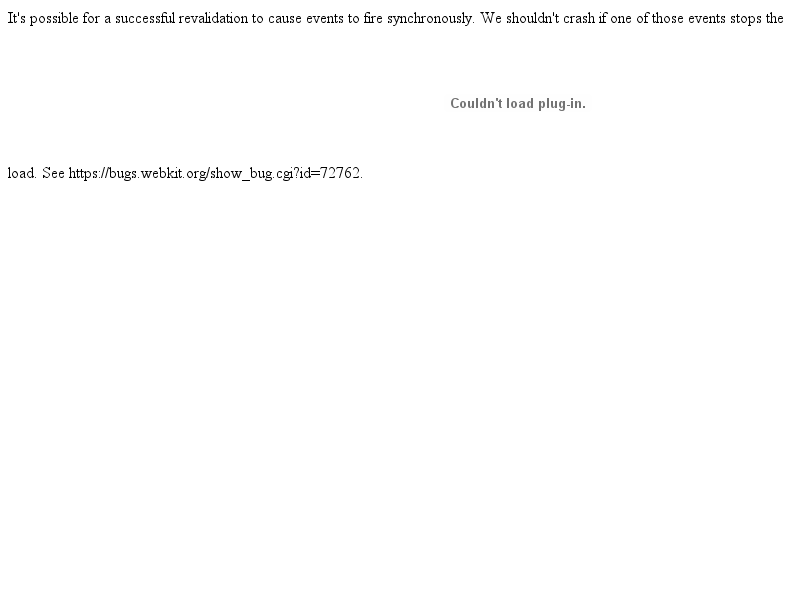 It's possible for a successful revalidation to cause events to fire synchronously. We shouldn't crash if one of those events stops the
Couldn't load plug-in.
load. See https://bugs.webkit.org/show_bug.cgi?id=72762.